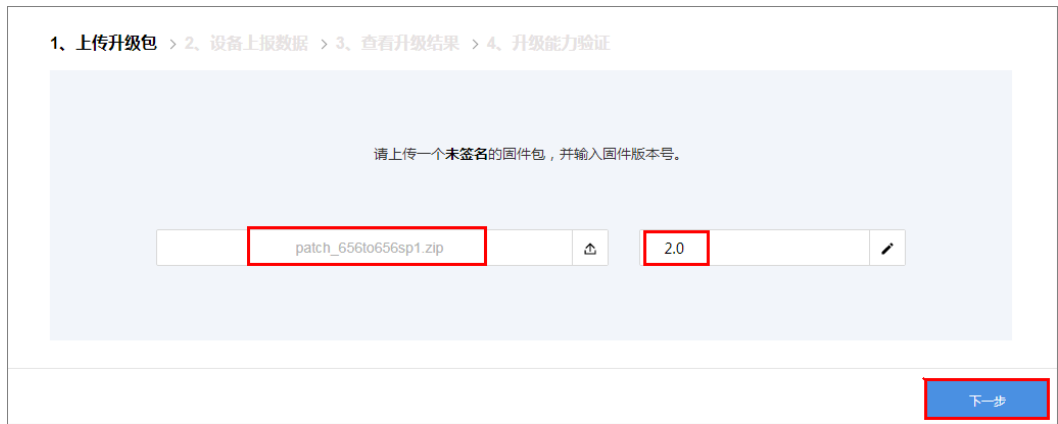 1、上传升级包 > 2、设备上报数据 > 3、查看升级结果 > 4、升级能力验证
请上传一个未签名的固件包，并输入固件版本号。
patch_656to656sp1.zip 2.0
下一步